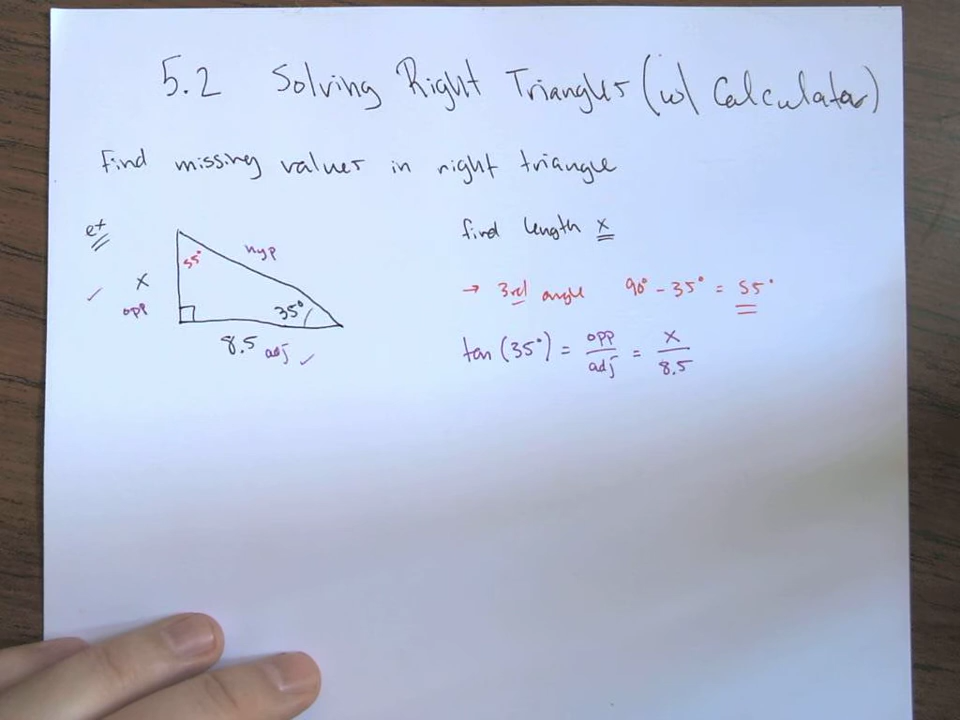 5.2 Solving Right Triangles (w/ Calculator)
Find missing values in right triangle
ex
find length x
55°
hyp
x
opp
35°
8.5 adj ✓
✓
→ 3rd angle 90° - 35° = 55°
tan (35°) = opp/adj = x/8.5